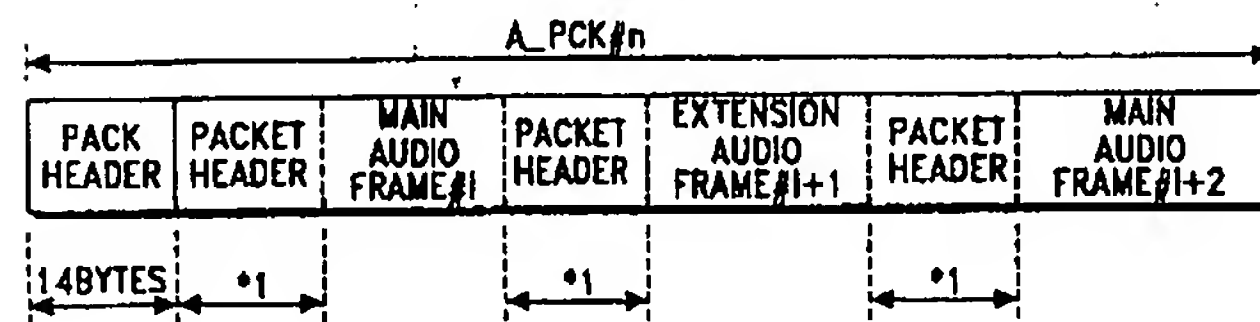 A_PCK#n
PACK
HEADER
PACKET
HEADER
MAIN
AUDIO
FRAME#i
PACKET
HEADER
EXTENSION
AUDIO
FRAME#i+1
PACKET
HEADER
MAIN
AUDIO
FRAME#i+2
14BYTES
*1
*1
*1